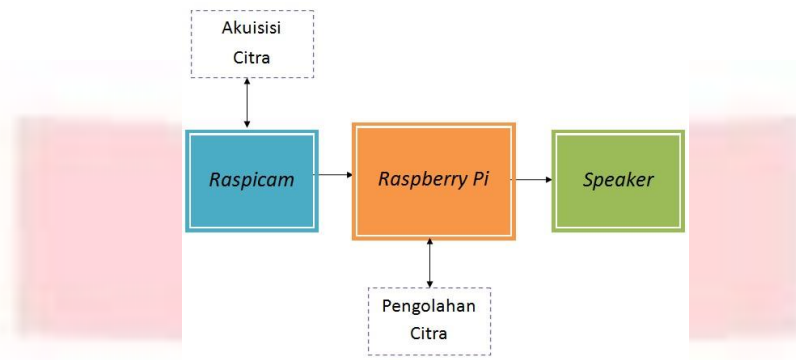 Akuisisi
Citra
Raspicam
Raspberry Pi
Speaker
Pengolahan
Citra